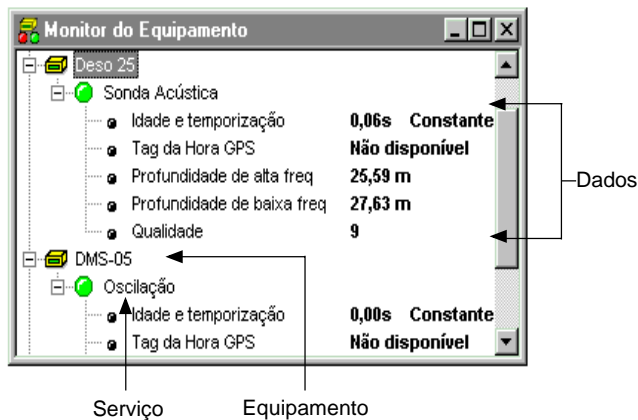 Monitor do Equipamento
Deso 25
Sonda Acústica
Idade e temporização 0,06s Constante
Tag da Hora GPS Não disponível
Profundidade de alta freq 25,59 m
Profundidade de baixa freq 27,63 m
Qualidade 9
Dados
DMS-05
Oscilação
Idade e temporização 0,00s Constante
Tag da Hora GPS Não disponível
Serviço Equipamento